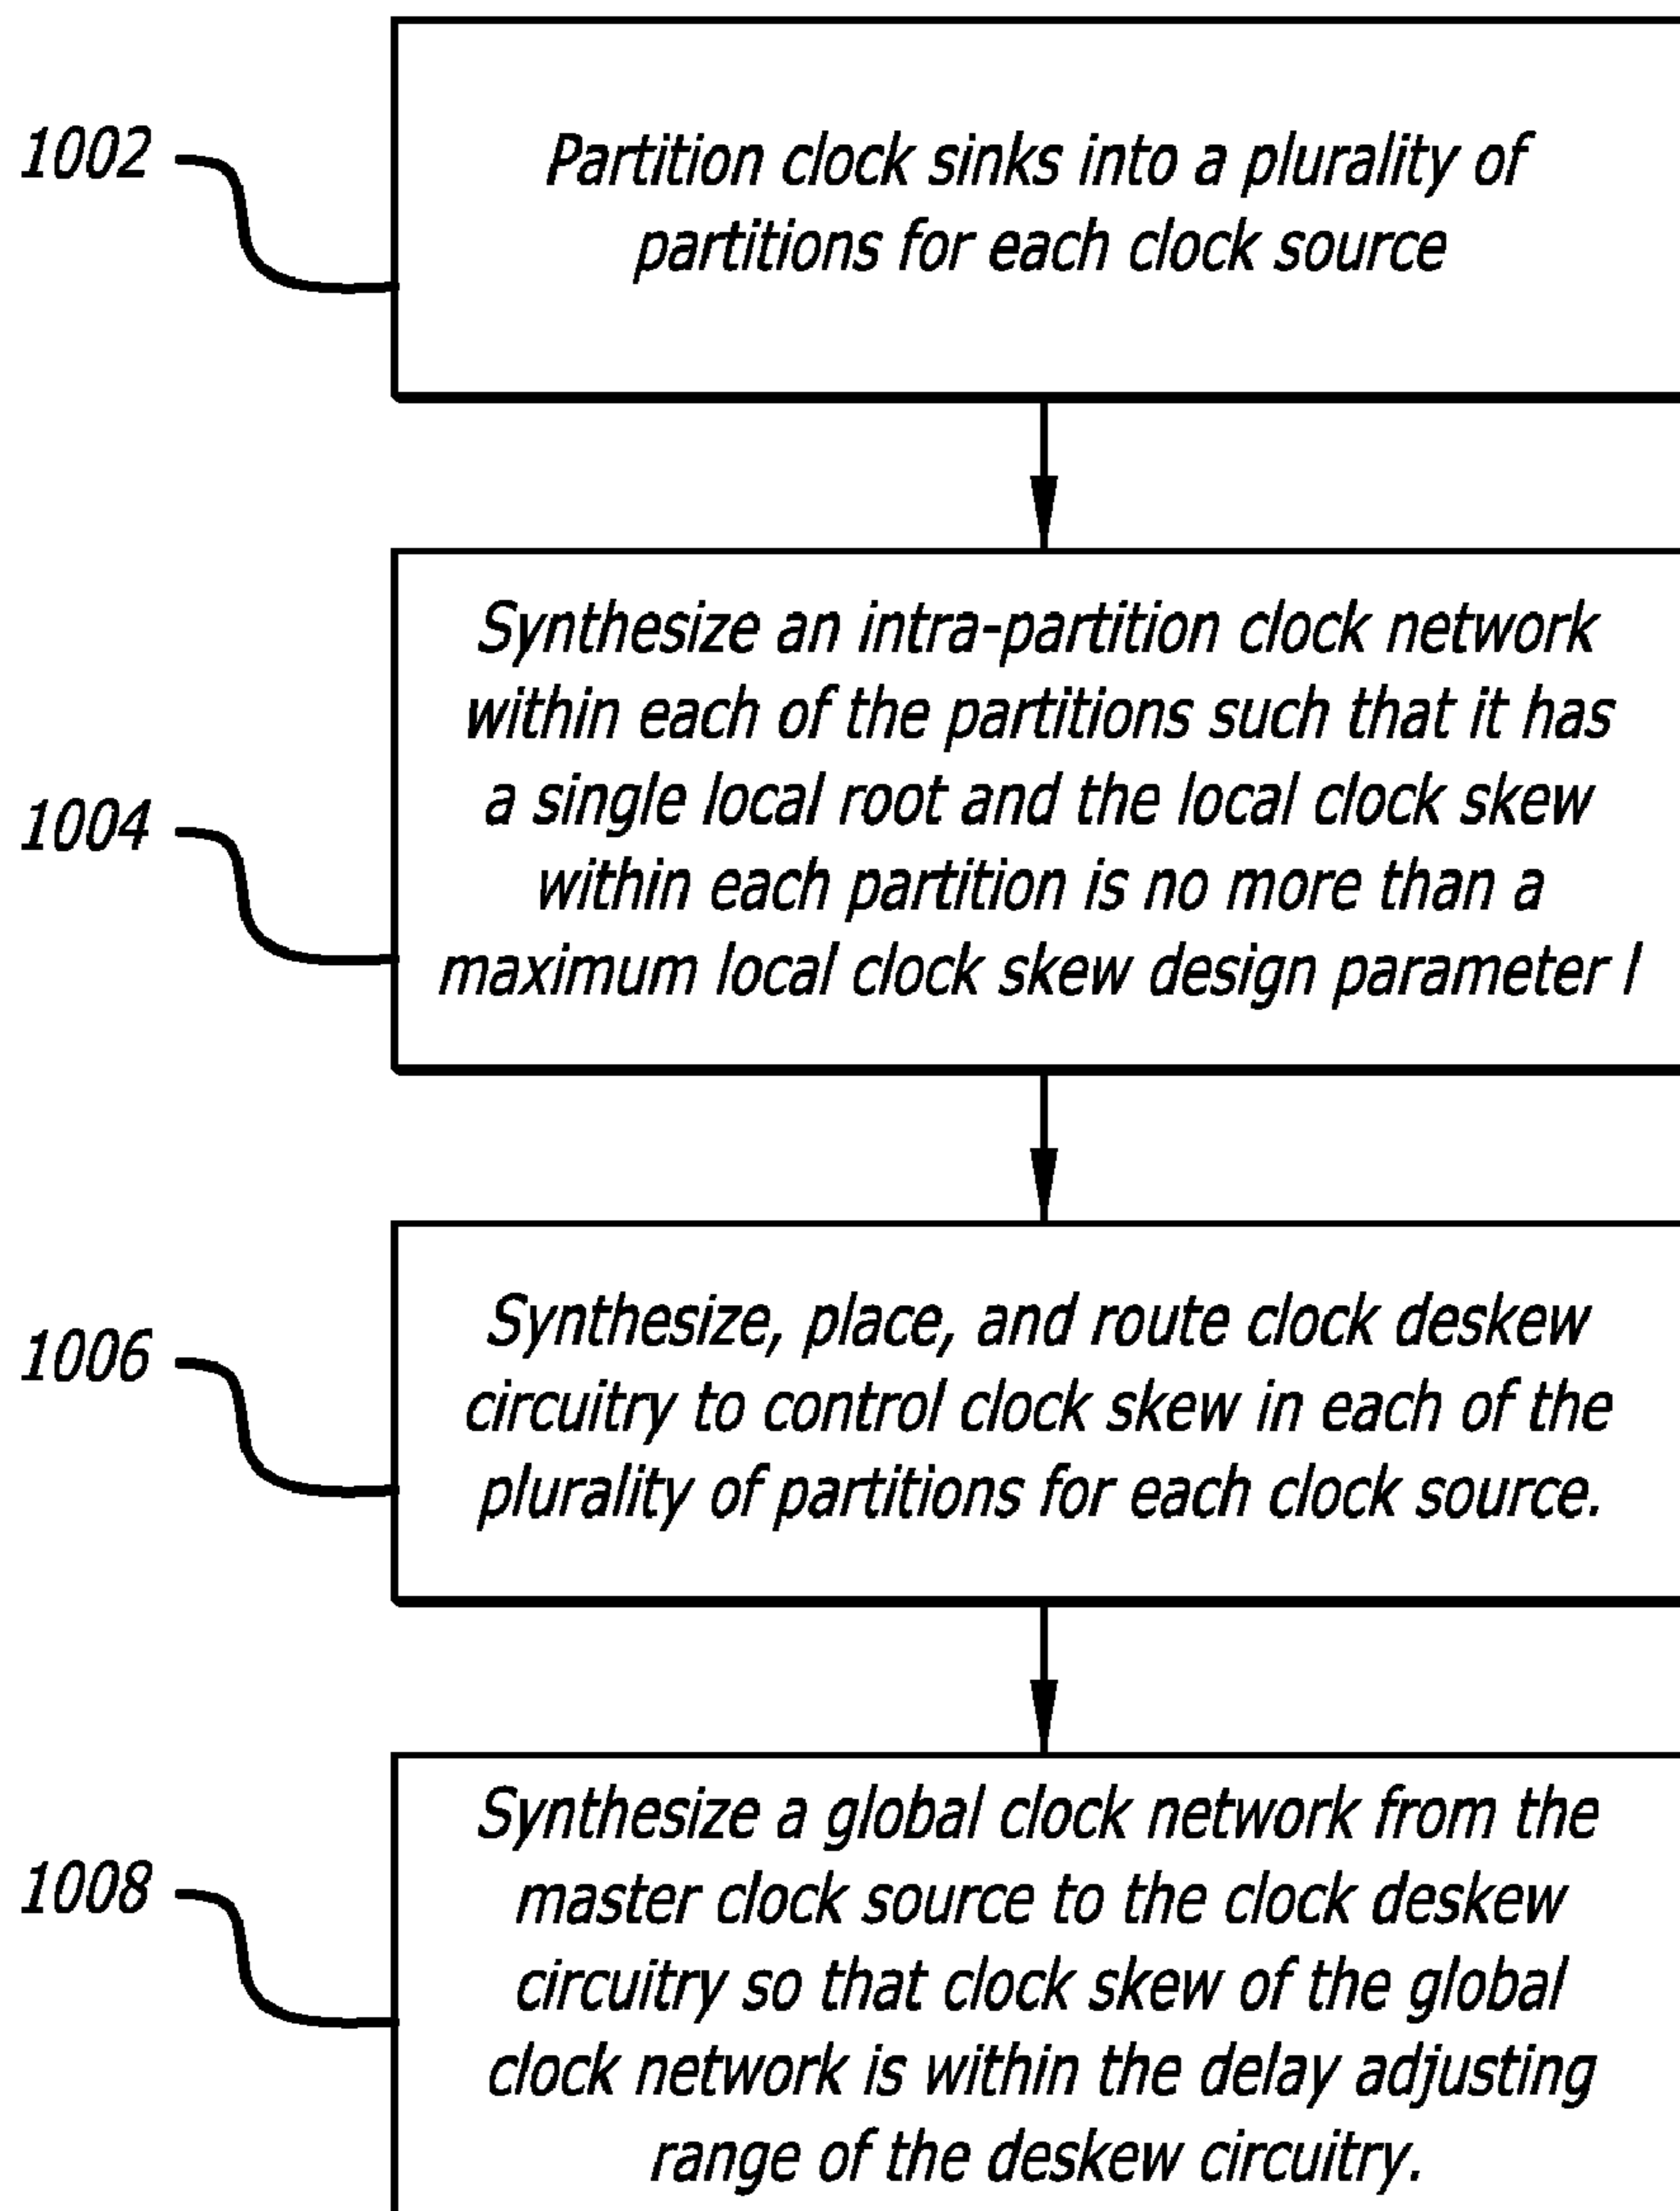 1002
Partition clock sinks into a plurality of
partitions for each clock source
1004
Synthesize an intra-partition clock network
within each of the partitions such that it has
a single local root and the local clock skew
within each partition is no more than a
maximum local clock skew design parameter l
1006
Synthesize, place, and route clock deskew
circuitry to control clock skew in each of the
plurality of partitions for each clock source.
1008
Synthesize a global clock network from the
master clock source to the clock deskew
circuitry so that clock skew of the global
clock network is within the delay adjusting
range of the deskew circuitry.